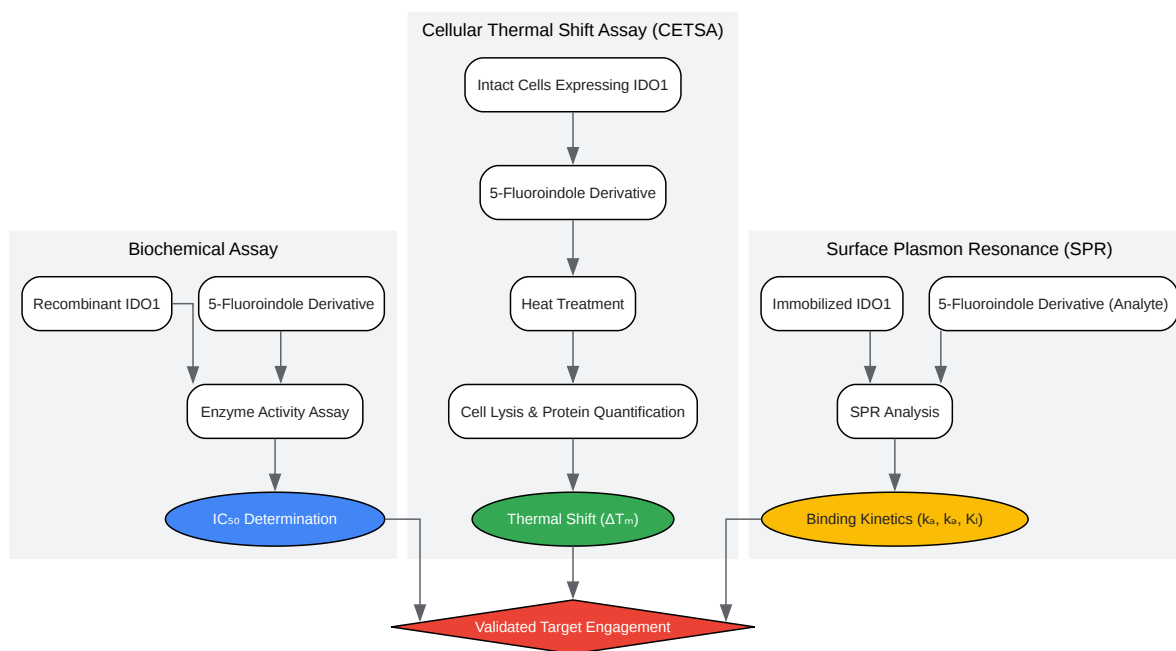 Cellular Thermal Shift Assay (CETSA)
Intact Cells Expressing IDO1
5-Fluoroindole Derivative
Biochemical Assay
Surface Plasmon Resonance (SPR)
Recombinant IDO1
5-Fluoroindole Derivative
Heat Treatment
Immobilized IDO1
5-Fluoroindole Derivative (Analyte)
Enzyme Activity Assay
Cell Lysis & Protein Quantification
SPR Analysis
IC₅₀ Determination
Thermal Shift (ΔTₘ)
Binding Kinetics (kₐ, kₔ, Kₗ)
Validated Target Engagement